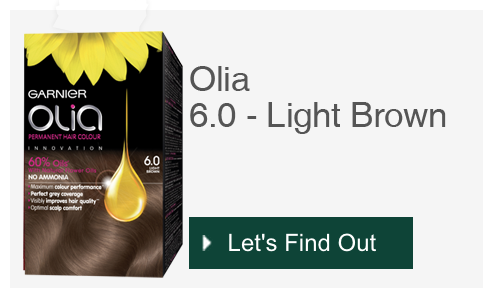 Olia
6.0 - Light Brown
GARNIER
OLIA
PERMANENT HAIR COLOUR
INNOVATION
60% Oils
6.0
LIGHT
BROWN
NO AMMONIA
Maximum colour performance
Perfect grey coverage
Visibly improves hair quality
Optimal scalp comfort
Let's Find Out